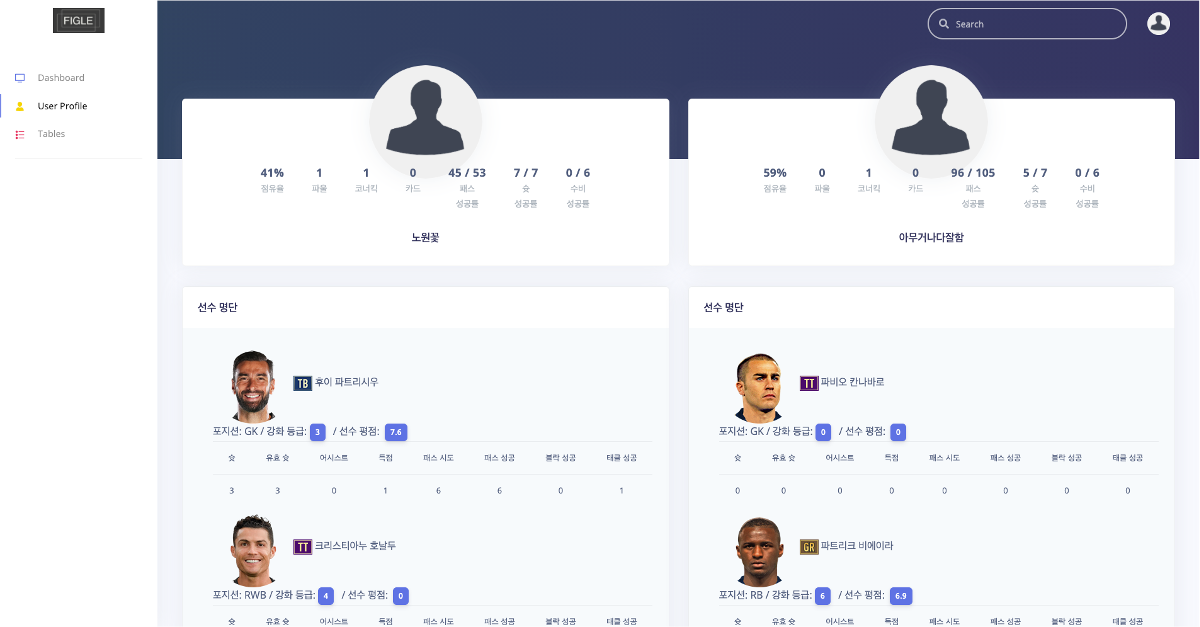 FIGLE
Search
Dashboard
User Profile
Tables
41% 1 1 0 45 / 53 7 / 7 0 / 6
점유율 파울 코너킥 카드 패스 슛 수비
성공률 성공률 성공률
노원꽃
59% 0 1 0 96 / 105 5 / 7 0 / 6
점유율 파울 코너킥 카드 패스 슛 수비
성공률 성공률 성공률
아무거나다잘함
선수 명단
TB 후이 파트리시우
포지션: GK / 강화 등급: 3 / 선수 평점: 7.6
슛 유효 슛 어시스트 득점 패스 시도 패스 성공 블락 성공 태클 성공
3 3 0 1 6 6 0 1
TT 크리스티아누 호날두
포지션: RWB / 강화 등급: 4 / 선수 평점: 0
슛 유효 슛 어시스트 득점 패스 시도 패스 성공 블락 성공 태클 성공
선수 명단
TT 파비오 칸나바로
포지션: GK / 강화 등급: 0 / 선수 평점: 0
슛 유효 슛 어시스트 득점 패스 시도 패스 성공 블락 성공 태클 성공
0 0 0 0 0 0 0 0
GR 파트리크 비에이라
포지션: RB / 강화 등급: 6 / 선수 평점: 6.9
슛 유효 슛 어시스트 득점 패스 시도 패스 성공 블락 성공 태클 성공